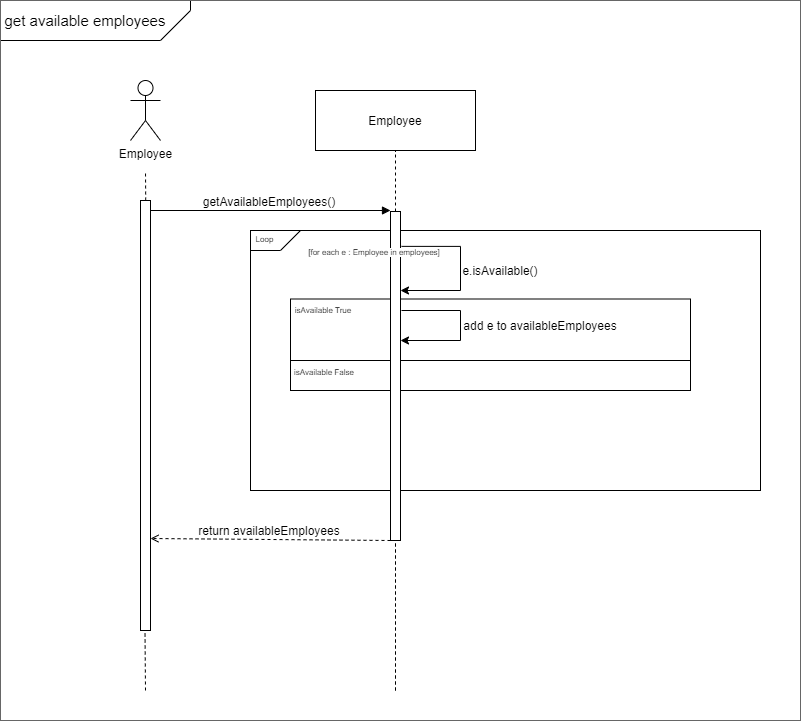 get available employees
Employee
Employee
getAvailableEmployees()
Loop
[for each e : Employee in employees]
e.isAvailable()
isAvailable True
add e to availableEmployees
isAvailable False
return availableEmployees